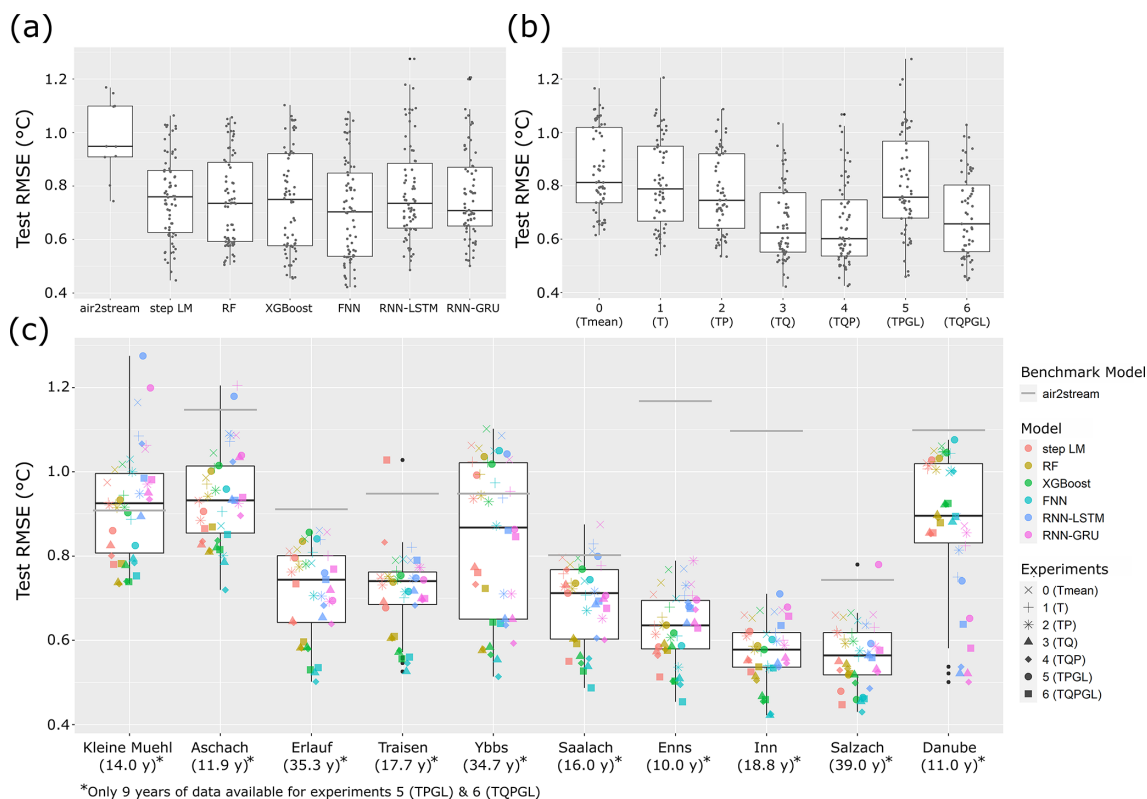 (a)
Test RMSE (°C)
1.2
1.0
0.8
0.6
0.4
air2stream step LM RF XGBoost FNN RNN-LSTM RNN-GRU
(b)
Test RMSE (°C)
1.2
1.0
0.8
0.6
0.4
0 1 2 3 4 5 6
(Tmean) (T) (TP) (TQ) (TQP) (TPGL) (TQPGL)
(c)
Test RMSE (°C)
1.2
1.0
0.8
0.6
0.4
Kleine Muehl Aschach Erlauf Traisen Ybbs Saalach Enns Inn Salzach Danube
(14.0 y)* (11.9 y)* (35.3 y)* (17.7 y)* (34.7 y)* (16.0 y)* (10.0 y)* (18.8 y)* (39.0 y)* (11.0 y)*
*Only 9 years of data available for experiments 5 (TPGL) & 6 (TQPGL)
Benchmark Model
air2stream
Model
step LM
RF
XGBoost
FNN
RNN-LSTM
RNN-GRU
Experiments
0 (Tmean)
1 (T)
2 (TP)
3 (TQ)
4 (TQP)
5 (TPGL)
6 (TQPGL)